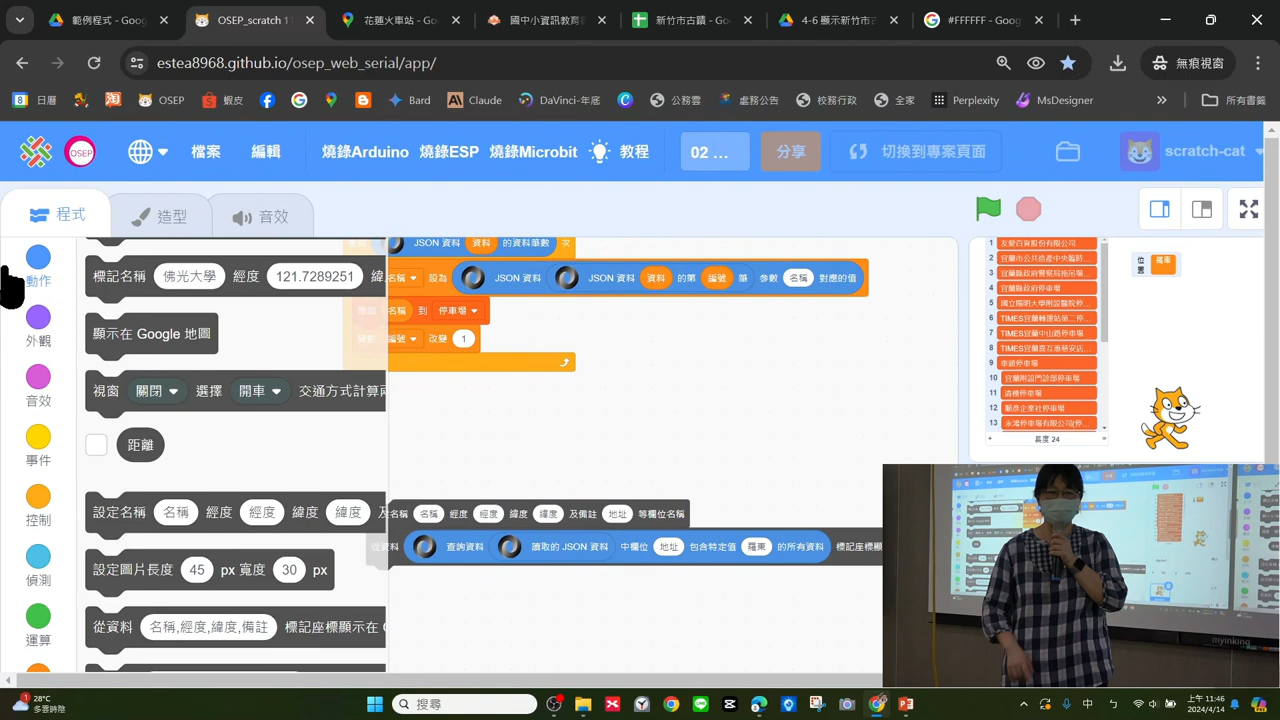 範例程式 - Goog
OSEP_scratch 11
花蓮火車站 - Go
國中小資訊教育
新竹市古蹟 - Go
4-6 顯示新竹市古
#FFFFFF - Goog
estea8968.github.io/osep_web_serial/app/
無痕視窗
日曆
OSEP
蝦皮
Bard
Claude
DaVinci-年底
公務雲
處務公告
校務行政
全家
Perplexity
MsDesigner
所有書籤
OSEP
檔案
編輯
燒錄Arduino
燒錄ESP
燒錄Microbit
教程
02 ...
分享
切換到專案頁面
scratch-cat
程式
造型
音效
動作
外觀
音效
事件
控制
偵測
運算
標記名稱 佛光大學 經度 121.7289251 緯
顯示在 Google 地圖
視窗 關閉 選擇 開車 交通方式計算兩
距離
設定名稱 名稱 經度 經度 緯度 緯度 及
設定圖片長度 45 px 寬度 30 px
從資料 名稱,經度,緯度,備註 標記座標顯示在
JSON 資料 資料 的資料筆數 次
名稱 設為 JSON 資料 JSON 資料 資料 的第 編號 筆 參數 名稱 對應的值
名稱 到 停車場
編號 改變 1
名稱 名稱 經度 經度 緯度 緯度 及備註 地址 等欄位名稱
從資料 查詢資料 讀取的 JSON 資料 中欄位 地址 包含特定值 羅東 的所有資料 標記座標顯
1 友愛百貨股份有限公司
2 宜蘭市公共造產中央臨時...
3 宜蘭縣政府警察局拖吊場...
4 宜蘭縣政府停車場
5 國立陽明大學附設醫院停...
6 TIMES宜蘭轉運站第二停...
7 TIMES宜蘭中山路停車場
8 TIMES宜蘭喜互惠慈安店...
9 車頭停車場
10 宜蘭附設門診部停車場
11 停車場
12 企業社停車場
13 永鴻停車場有限公司(停...
+ 長度 24 =
位置 羅東
myinking
28°C
多雲時陰
搜尋
中
上午 11:46
2024/4/14